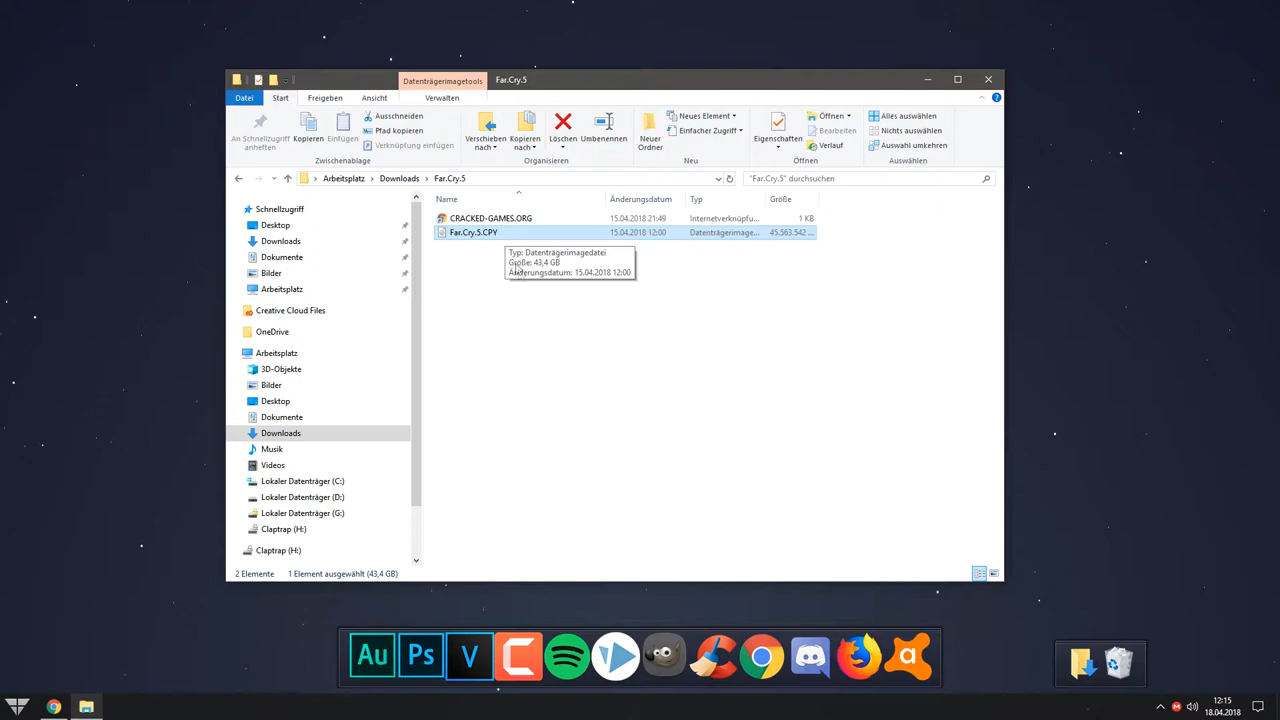 Datenträgerimagetools
Far.Cry.5
Datei
Start
Freigeben
Ansicht
Verwalten
An Schnellzugriff
anheften
Kopieren
Einfügen
Ausschneiden
Pfad kopieren
Verknüpfung einfügen
Zwischenablage
Verschieben
nach
Kopieren
nach
Löschen
Umbenennen
Organisieren
Neuer
Ordner
Neues Element
Einfacher Zugriff
Neu
Eigenschaften
Öffnen
Bearbeiten
Verlauf
Öffnen
Alles auswählen
Nichts auswählen
Auswahl umkehren
Auswählen
Arbeitsplatz
Downloads
Far.Cry.5
"Far.Cry.5" durchsuchen
Name
Änderungsdatum
Typ
Größe
CRACKED-GAMES.ORG
15.04.2018 21:49
Internetverknüpfu...
1 KB
Far.Cry.5.CPY
15.04.2018 12:00
Datenträgerimage...
45.563.542 ...
Typ: Datenträgerimagedatei
Größe: 43,4 GB
Änderungsdatum: 15.04.2018 12:00
Schnellzugriff
Desktop
Downloads
Dokumente
Bilder
Arbeitsplatz
Creative Cloud Files
OneDrive
Arbeitsplatz
3D-Objekte
Bilder
Desktop
Dokumente
Downloads
Musik
Videos
Lokaler Datenträger (C:)
Lokaler Datenträger (D:)
Lokaler Datenträger (G:)
Claptrap (H:)
Claptrap (H:)
2 Elemente
1 Element ausgewählt (43,4 GB)
Au
Ps
V
C
a
12:15
18.04.2018